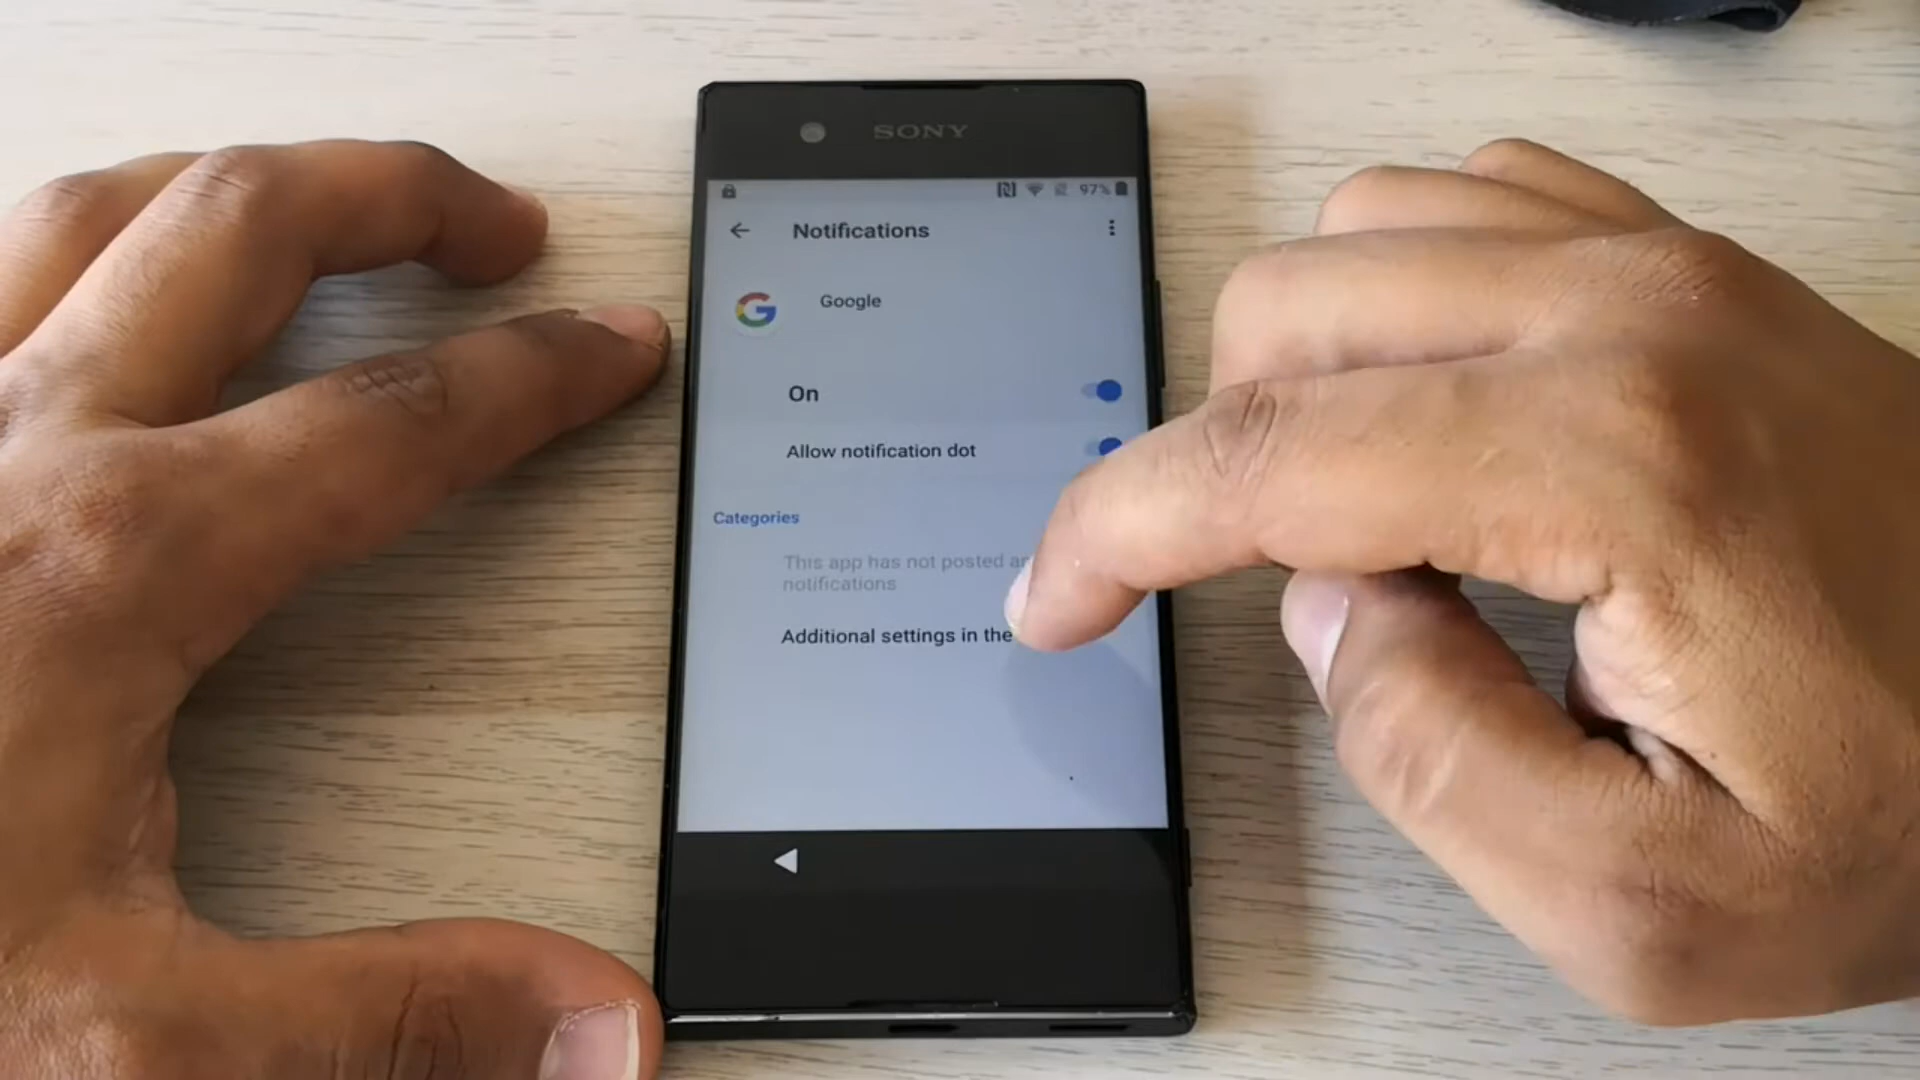 SONY
97%
Notifications
Google
On
Allow notification dot
Categories
This app has not posted
notifications
Additional settings in the